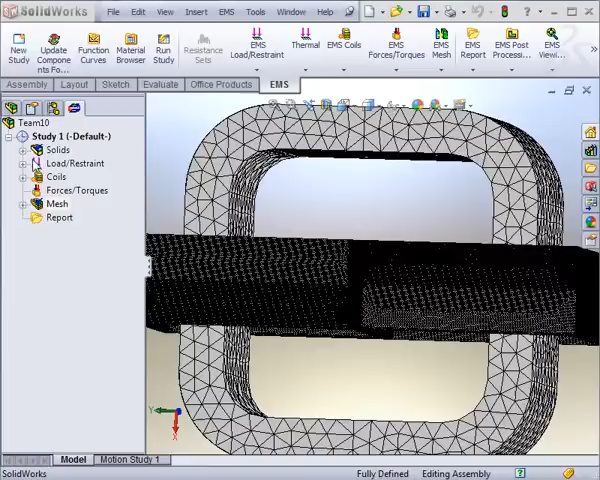 SolidWorks File Edit View Insert EMS Tools Window Help
New Study
Update Components Fo...
Function Curves
Material Browser
Run Study
Resistance Sets
EMS Load/Restraint
Thermal
EMS Coils
EMS Forces/Torques
EMS Mesh
EMS Report
EMS Post Processi...
EMS Viewi...
Assembly Layout Sketch Evaluate Office Products EMS
Team10
Study 1 (-Default-)
Solids
Load/Restraint
Coils
Forces/Torques
Mesh
Report
Y
X
Model Motion Study 1
SolidWorks Fully Defined Editing Assembly